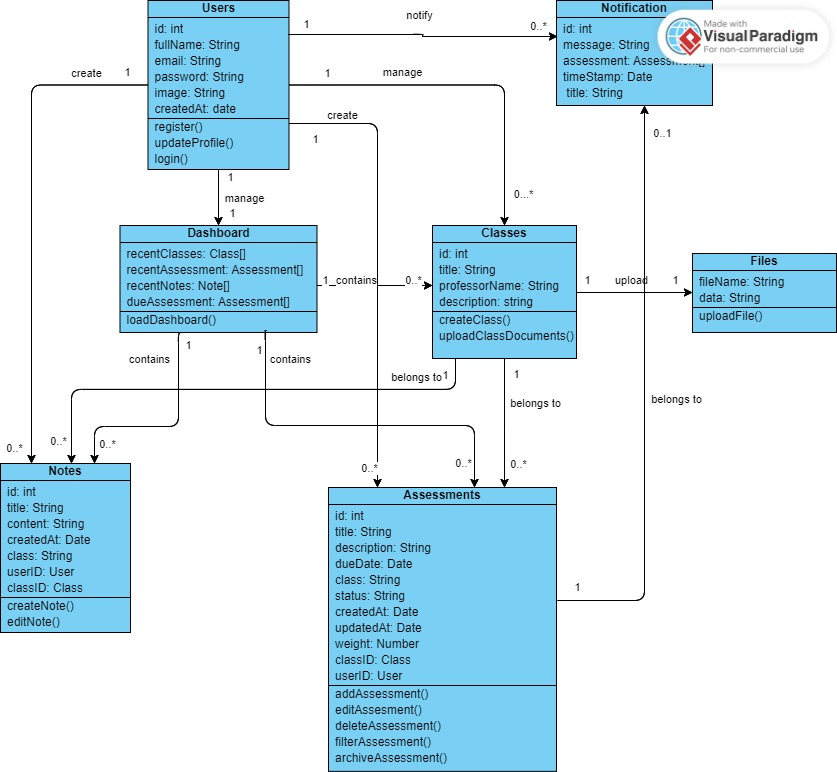 Users
id: int
fullName: String
email: String
password: String
image: String
createdAt: date
register()
updateProfile()
login()
1
notify
0..*
Notification
id: int
message: String
assessment:
timeStamp: Date
title: String
Made with
Visual Paradigm
For non-commercial use
create
1
1
manage
0...*
create
1
0..1
1
manage
1
Dashboard
recentClasses: Class[]
recentAssessment: Assessment[]
recentNotes: Note[]
dueAssessment: Assessment[]
loadDashboard()
1
contains
0..*
Classes
id: int
title: String
professorName: String
description: string
createClass()
uploadClassDocuments()
1
upload
1
Files
fileName: String
data: String
uploadFile()
contains
1
1
contains
belongs to
1
1
belongs to
belongs to
0..*
0..*
0..*
0..*
0..*
0..*
Notes
id: int
title: String
content: String
createdAt: Date
class: String
userID: User
classID: Class
createNote()
editNote()
Assessments
id: int
title: String
description: String
dueDate: Date
class: String
status: String
createdAt: Date
updatedAt: Date
weight: Number
classID: Class
userID: User
addAssessment()
editAssesment()
deleteAssessment()
filterAssessment()
archiveAssessment()
1